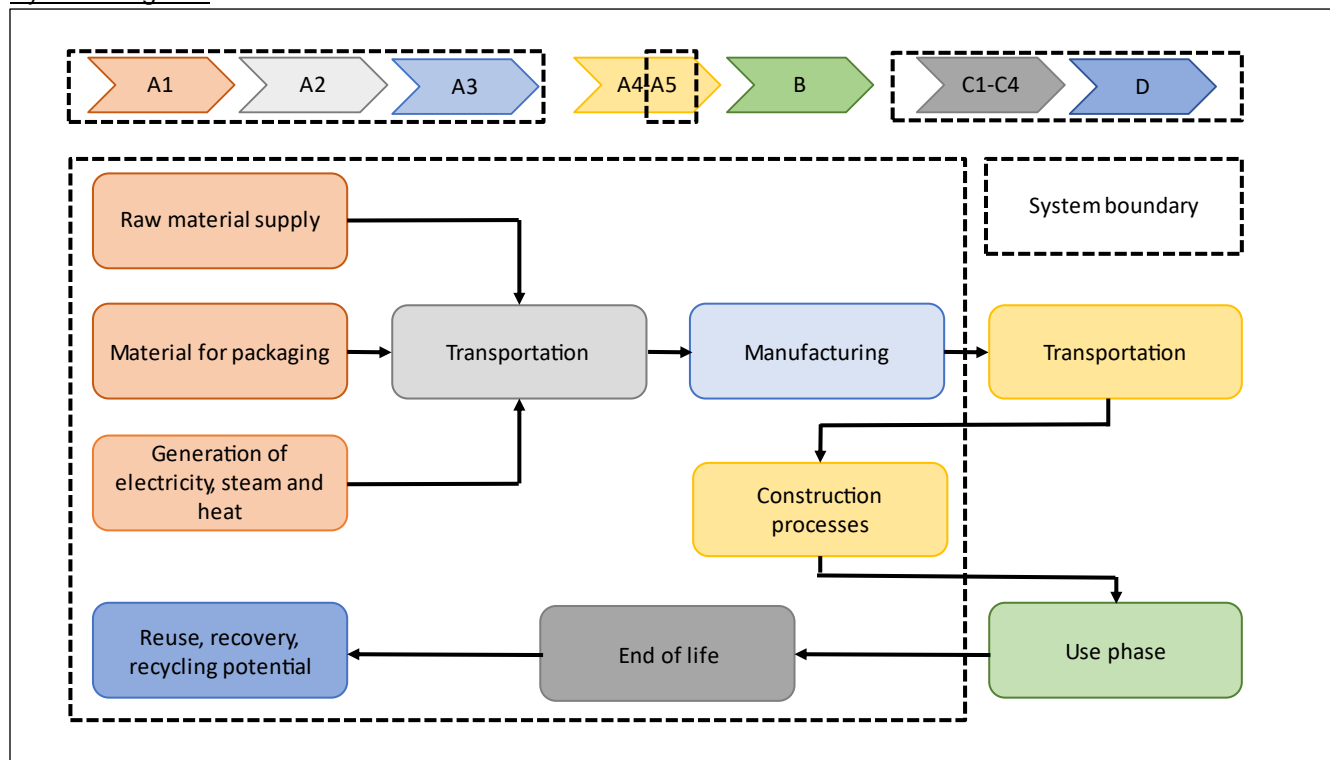 A1
A2
A3
A4-A5
B
C1-C4
D
Raw material supply
System boundary
Material for packaging
Transportation
Manufacturing
Transportation
Generation of
electricity, steam and
heat
Construction
processes
Reuse, recovery,
recycling potential
End of life
Use phase